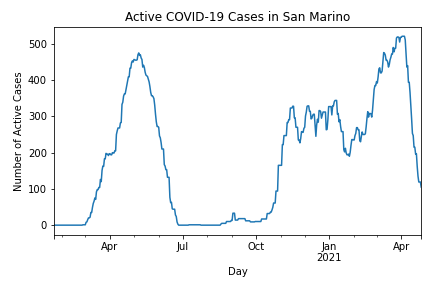 Active COVID-19 Cases in San Marino
Number of Active Cases
500
400
300
200
100
0
Apr
Jul
Oct
Jan
2021
Apr
Day